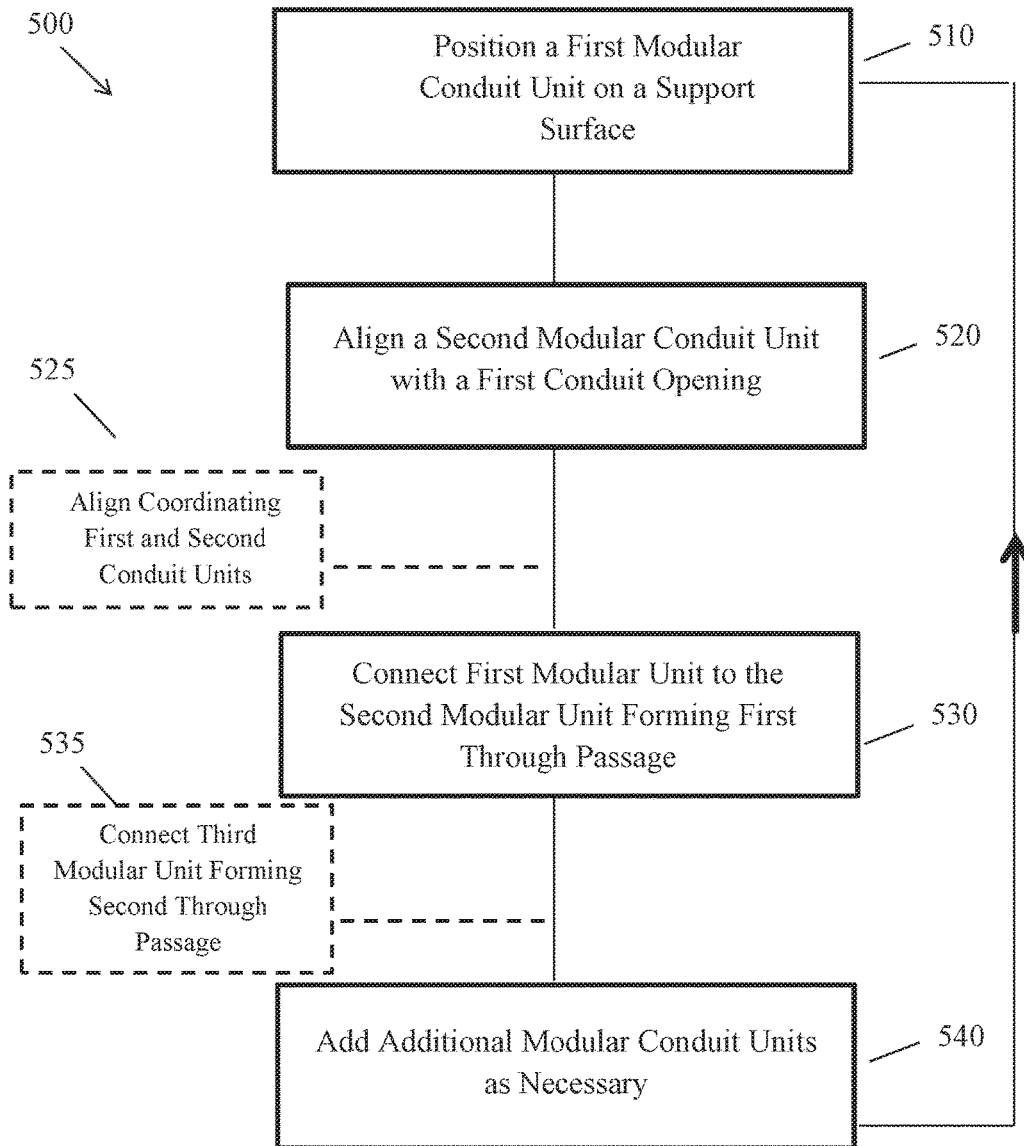 500
Position a First Modular
Conduit Unit on a Support
Surface
510
Align a Second Modular Conduit Unit
with a First Conduit Opening
520
525
Align Coordinating
First and Second
Conduit Units
Connect First Modular Unit to the
Second Modular Unit Forming First
Through Passage
530
535
Connect Third
Modular Unit Forming
Second Through
Passage
Add Additional Modular Conduit Units
as Necessary
540